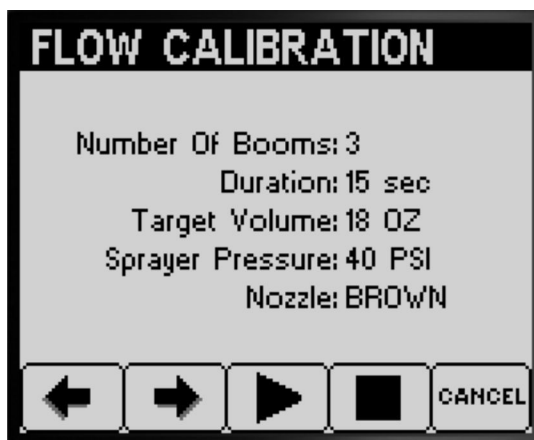 FLOW CALIBRATION
Number Of Booms: 3
Duration: 15 sec
Target Volume: 18 OZ
Sprayer Pressure: 40 PSI
Nozzle: BROWN
CANCEL